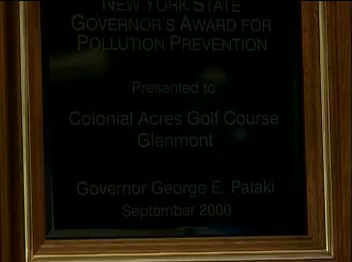 NEW YORK STATE
GOVERNOR'S AWARD FOR
POLLUTION PREVENTION
Presented to
Colonial Acres Golf Course
Glenmont
Governor George E. Pataki
September 2000